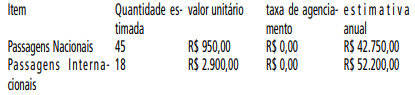 Item Quantidade es- valor unitário taxa de agencia- estimativa
timada mento anual
Passagens Nacionais 45 R$ 950,00 R$ 0,00 R$ 42.750,00
Passagens Interna- 18 R$ 2.900,00 R$ 0,00 R$ 52.200,00
cionais